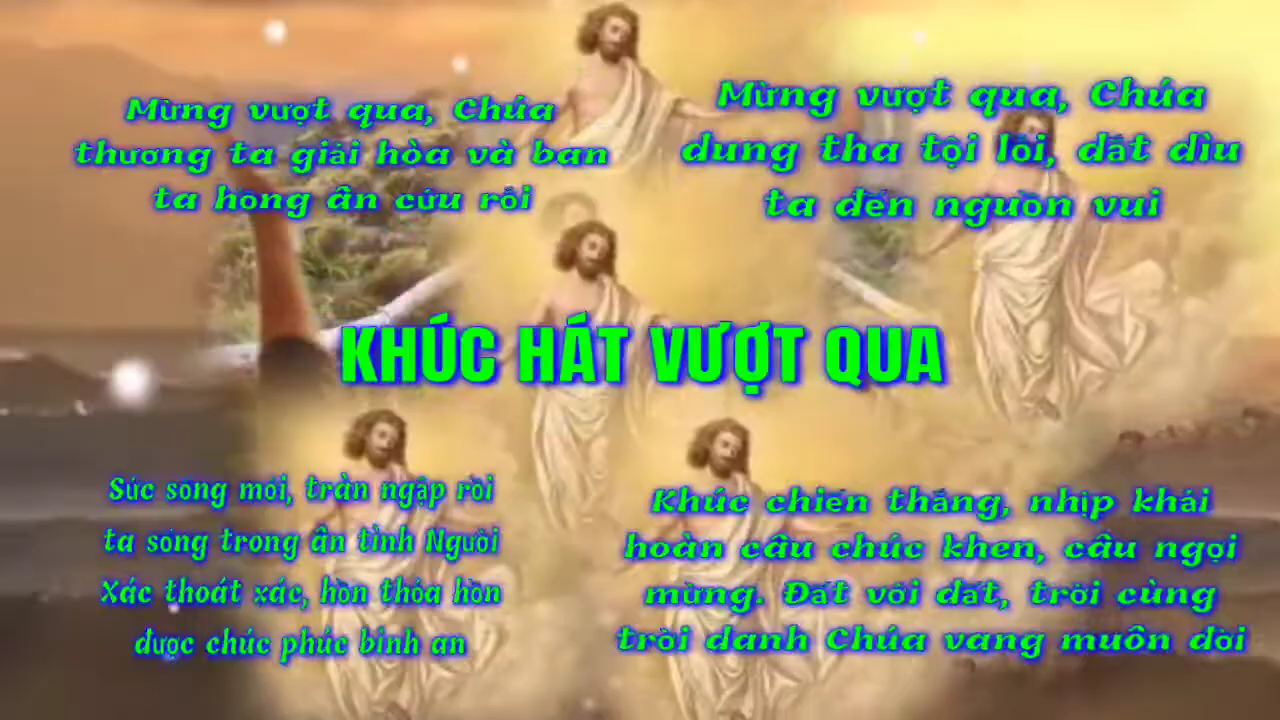 Mừng vượt qua, Chúa
thương ta giải hòa và ban
ta hồng ân cứu rỗi
Mừng vượt qua, Chúa
dung tha tội lỗi, dắt dìu
ta đến nguồn vui
KHÚC HÁT VƯỢT QUA
Sức sống mới, tràn ngập rồi
ta sống trong ân tình Người
Xác thoát xác, hồn thỏa hồn
được chúc phúc bình an
Khúc chiến thắng, nhịp khải
hoàn câu chúc khen, câu ngợi
mừng. Đất với đất, trời cùng
trời danh Chúa vang muôn đời